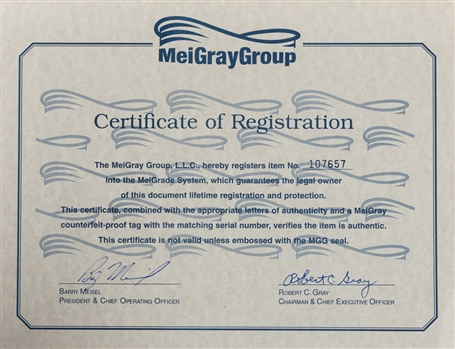 MeiGrayGroup
Certificate of Registration
The MeiGray Group, L.L.C., hereby registers item No. 107657
into the MeiGrade System, which guarantees the legal owner
of this document lifetime registration and protection.
This certificate, combined with the appropriate letters of authenticity and a MeiGray
counterfeit-proof tag with the matching serial number, verifies the item is authentic.
This certificate is not valid unless embossed with the MGG seal.
Robert C. Gray
BARRY MEISEL
PRESIDENT & CHIEF OPERATING OFFICER
ROBERT C. GRAY
CHAIRMAN & CHIEF EXECUTIVE OFFICER